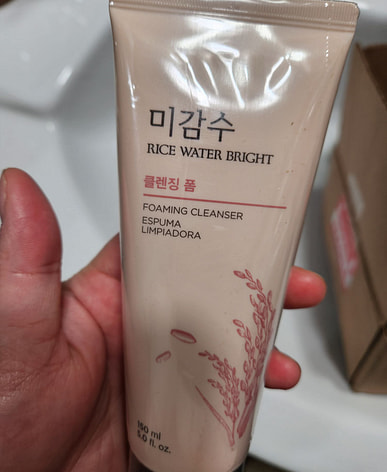 미감수
RICE WATER BRIGHT
클렌징 폼
FOAMING CLEANSER
ESPUMA
LIMPIADORA
150 ml
5.0 fl. oz.